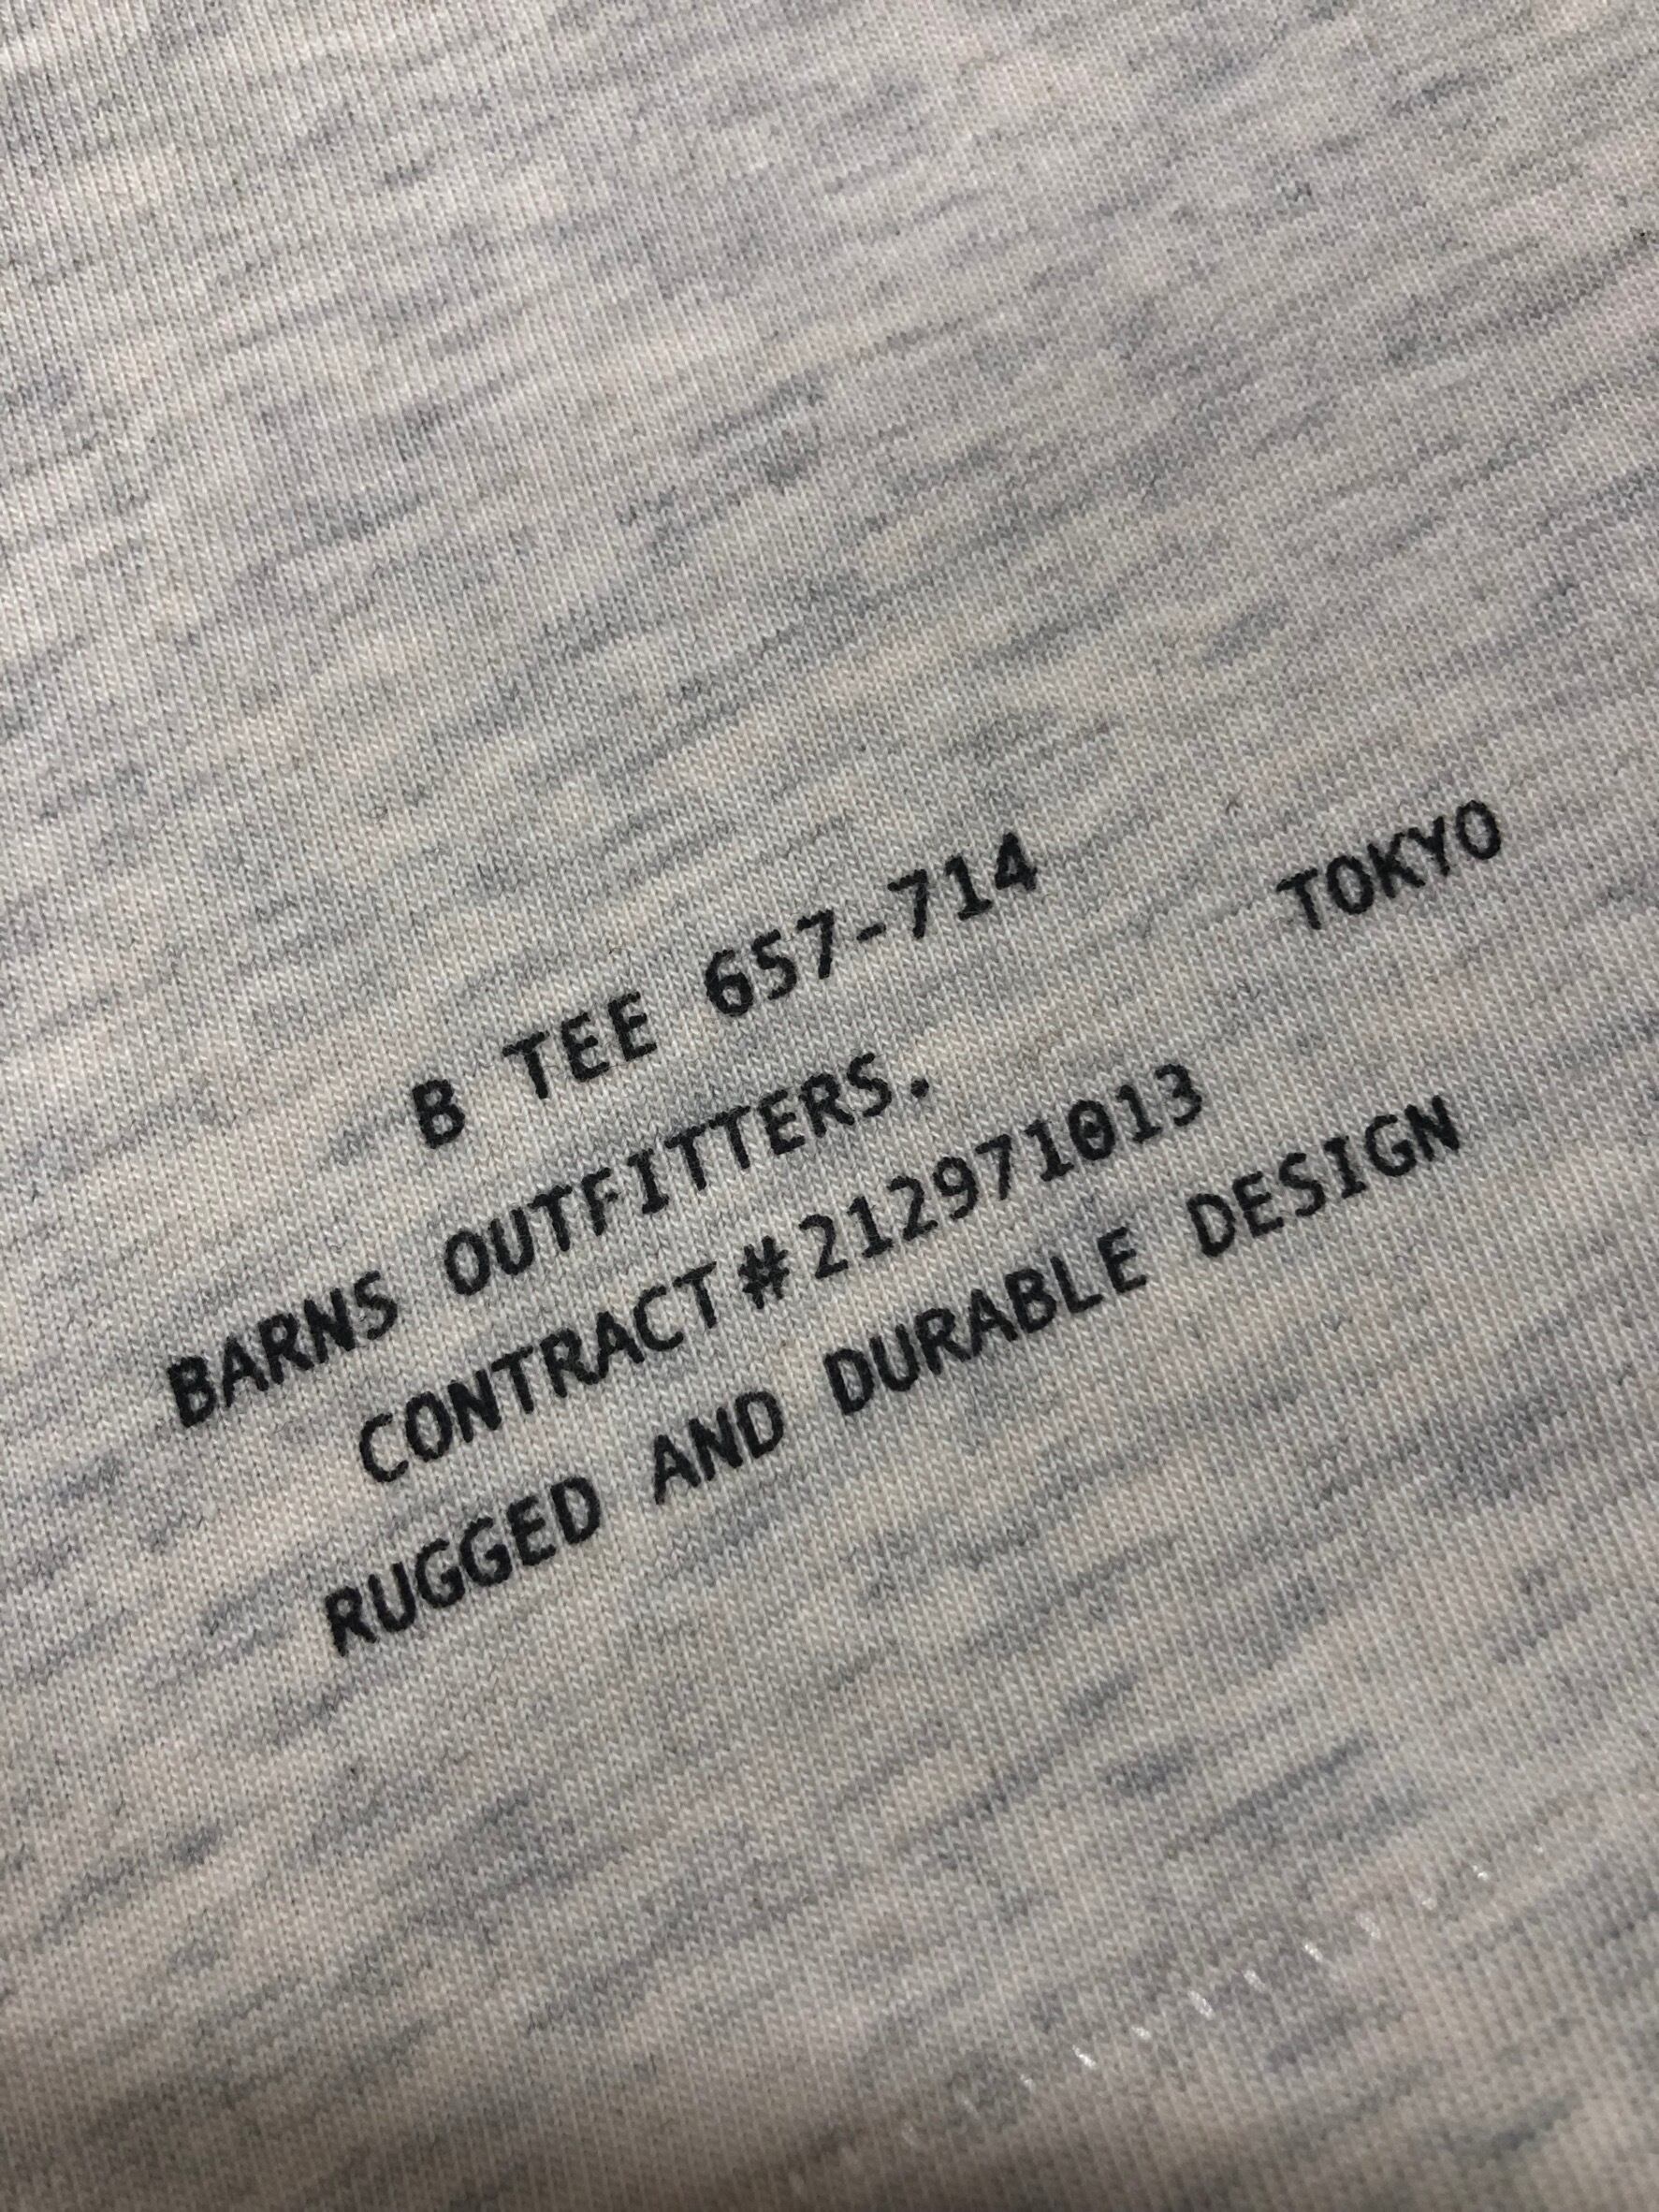 B TEE 657-714
BARNS OUTFITTERS. TOKYO
CONTRACT#212971013
RUGGED AND DURABLE DESIGN